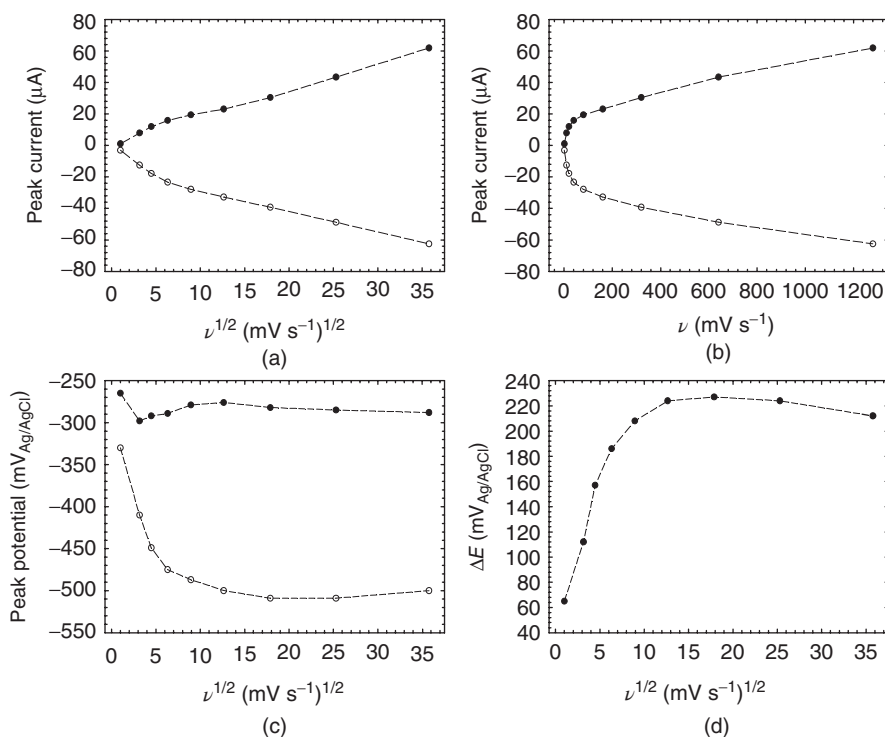 80
60
40
20
0
−20
−40
−60
−80
Peak current (μA)
0 5 10 15 20 25 30 35
ν1/2 (mV s−1)1/2
(a)
80
60
40
20
0
−20
−40
−60
−80
Peak current (μA)
0 200 400 600 800 1000 1200
ν (mV s−1)
(b)
−250
−300
−350
−400
−450
−500
−550
Peak potential (mVAg/AgCl)
0 5 10 15 20 25 30 35
ν1/2 (mV s−1)1/2
(c)
240
220
200
180
160
140
120
100
80
60
40
ΔE (mVAg/AgCl)
0 5 10 15 20 25 30 35
ν1/2 (mV s−1)1/2
(d)